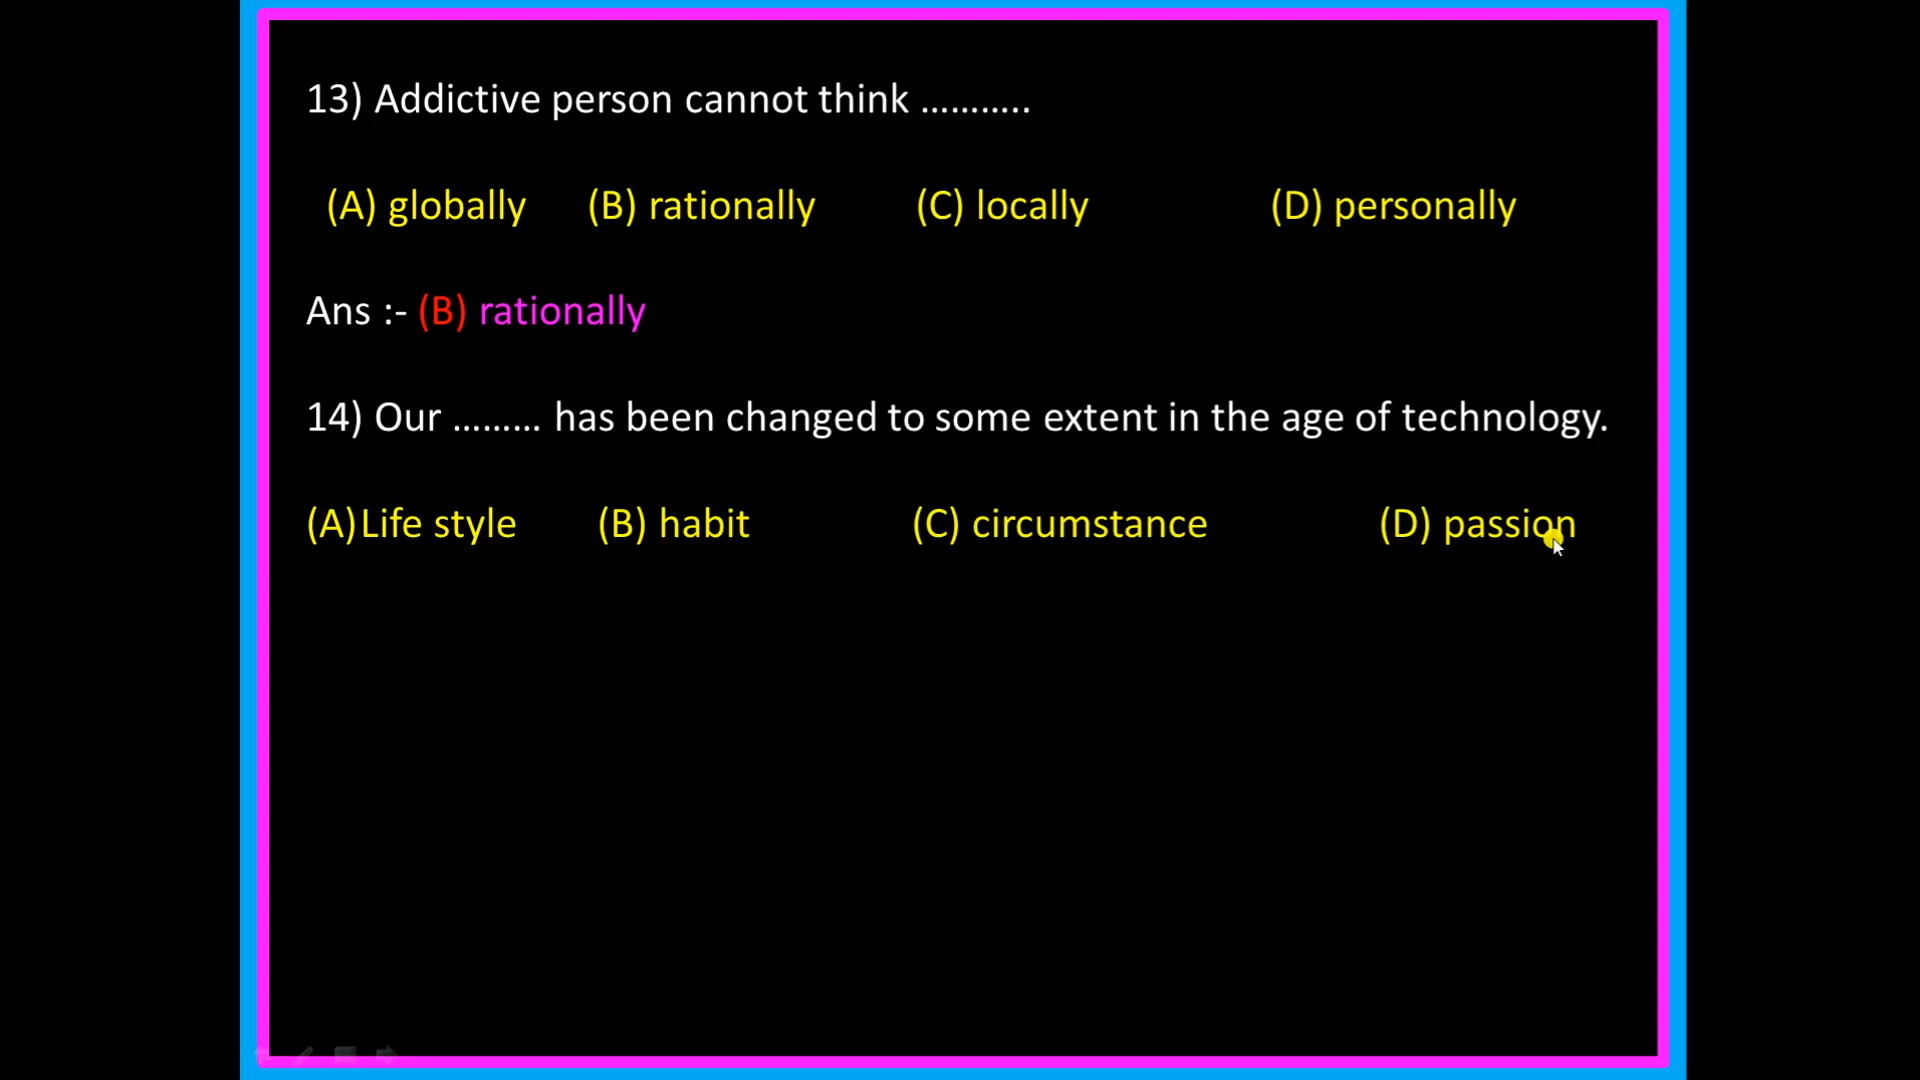 13) Addictive person cannot think ………..
(A) globally (B) rationally (C) locally (D) personally
Ans :- (B) rationally
14) Our ……… has been changed to some extent in the age of technology.
(A)Life style (B) habit (C) circumstance (D) passion